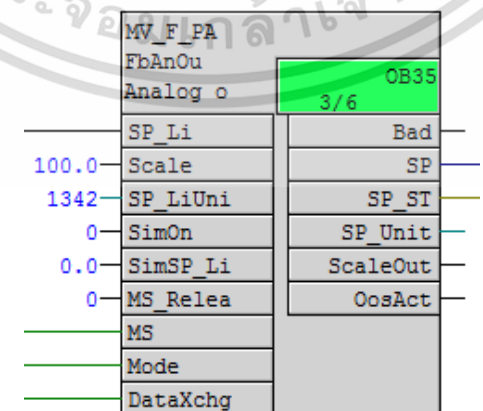 MV_F_PA
FbAnOu
Analog o
OB35
3/6
SP_Li
Bad
100.0 Scale
SP
1342 SP_LiUni
SP_ST
0 SimOn
SP_Unit
0.0 SimSP_Li
ScaleOut
0 MS_Relea
OosAct
MS
Mode
DataXchg